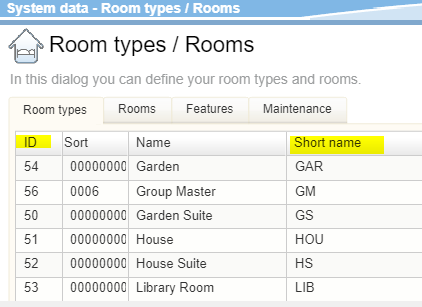 System data - Room types / Rooms
Room types / Rooms
In this dialog you can define your room types and rooms.
Room types Rooms Features Maintenance
ID Sort Name Short name
54 00000000 Garden GAR
56 0006 Group Master GM
50 00000000 Garden Suite GS
51 00000000 House HOU
52 00000000 House Suite HS
53 00000000 Library Room LIB